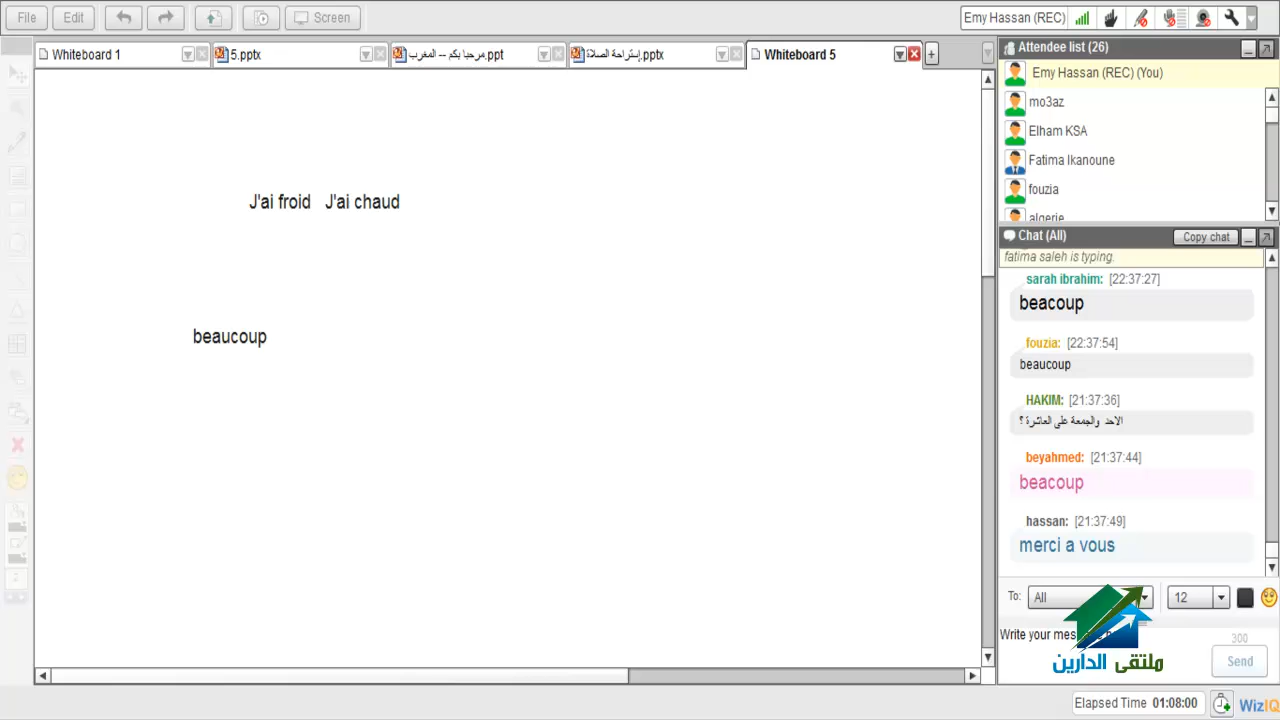 File Edit Screen Emy Hassan (REC)
Whiteboard 1 5.pptx مرحبا بكم -- المغرب.ppt إستراحة الصلاة.pptx Whiteboard 5
Attendee list (26)
Emy Hassan (REC) (You)
mo3az
Elham KSA
Fatima Ikanoune
fouzia
algerie
J'ai froid J'ai chaud
beaucoup
Chat (All) Copy chat
fatima saleh is typing.
sarah ibrahim: [22:37:27]
beacoup
fouzia: [22:37:54]
beaucoup
HAKIM: [21:37:36]
الاحد والجمعة على العاشرة ؟
beyahmed: [21:37:44]
beacoup
hassan: [21:37:49]
merci a vous
To: All 12
Write your
300
Send
ملتقى الدارين
Elapsed Time 01:08:00
WizIQ